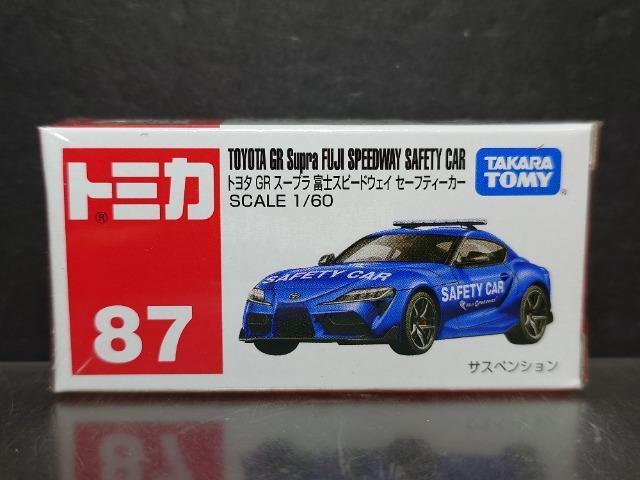 トミカ
®
87
TOYOTA GR Supra FUJI SPEEDWAY SAFETY CAR
トヨタ GR スープラ 富士スピードウェイ セーフティーカー
SCALE 1/60
TAKARA
TOMY
SAFETY CAR
SAFETY CAR
サスペンション